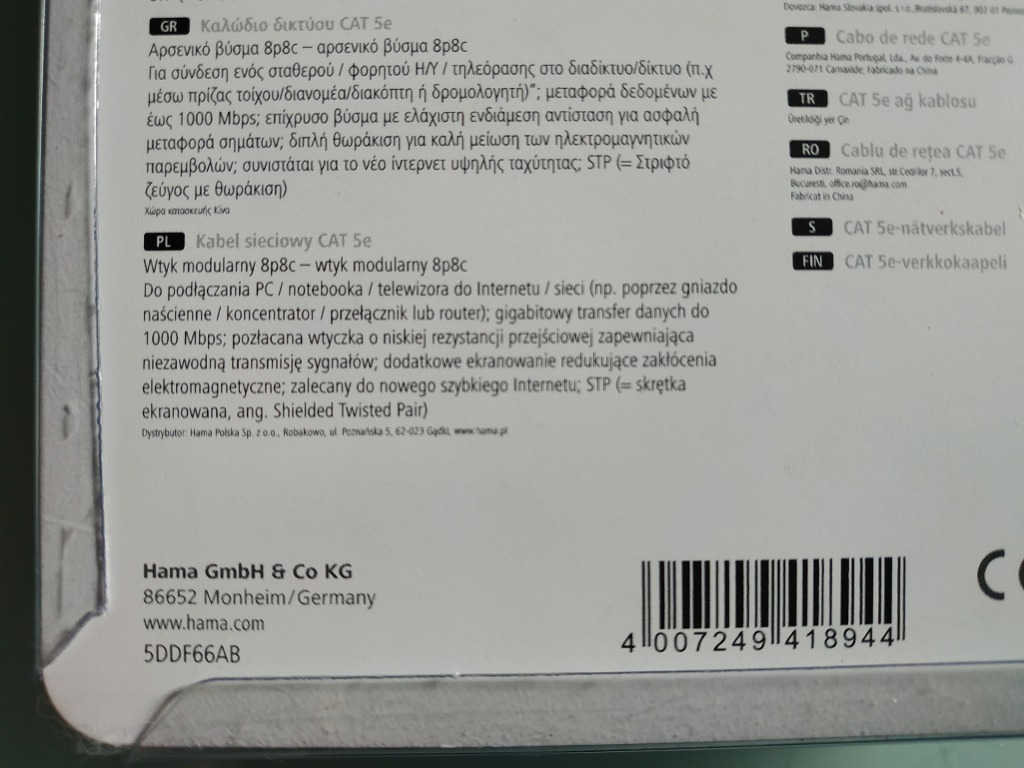 GR Καλώδιο δικτύου CAT 5e
Αρσενικό βύσμα 8p8c – αρσενικό βύσμα 8p8c
Για σύνδεση ενός σταθερού / φορητού Η/Υ / τηλεόρασης στο διαδίκτυο/δίκτυο (π.χ
μέσω πρίζας τοίχου/διανομέα/διακόπτη ή δρομολογητή)"; μεταφορά δεδομένων με
έως 1000 Mbps; επίχρυσο βύσμα με ελάχιστη ενδιάμεση αντίσταση για ασφαλή
μεταφορά σημάτων; διπλή θωράκιση για καλή μείωση των ηλεκτρομαγνητικών
παρεμβολών; συνιστάται για το νέο ίντερνετ υψηλής ταχύτητας; STP (= Στριφτό
ζεύγος με θωράκιση)
Χώρα κατασκευής Κίνα
PL Kabel sieciowy CAT 5e
Wtyk modularny 8p8c – wtyk modularny 8p8c
Do podłączania PC / notebooka / telewizora do Internetu / sieci (np. poprzez gniazdo
naścienne / koncentrator / przełącznik lub router); gigabitowy transfer danych do
1000 Mbps; pozłacana wtyczka o niskiej rezystancji przejściowej zapewniająca
niezawodną transmisję sygnałów; dodatkowe ekranowanie redukujące zakłócenia
elektromagnetyczne; zalecany do nowego szybkiego Internetu; STP (= skrętka
ekranowana, ang. Shielded Twisted Pair)
Dystrybutor: Hama Polska Sp. z o.o., Robakowo, ul. Poznańska 5, 62-023 Gądki, www.hama.pl
Hama GmbH & Co KG
86652 Monheim/Germany
www.hama.com
5DDF66AB
Dovozca: Hama Slovakia spol. s r.o., Bratislavská 87, 902 01
P Cabo de rede CAT 5e
Companhia Hama Portugal, Lda., Av. do Forte 4-4A, Fracção G
2790-071 Carnaxide; Fabricado na China
TR CAT 5e ağ kablosu
Üretildiği yer Çin
RO Cablu de rețea CAT 5e
Hama Distr. Romania SRL, str.Cedrilor 7, sect.5,
Bucuresti, office.ro@hama.com
Fabricat in China
S CAT 5e-nätverkskabel
FIN CAT 5e-verkkokaapeli
4 007249 418944